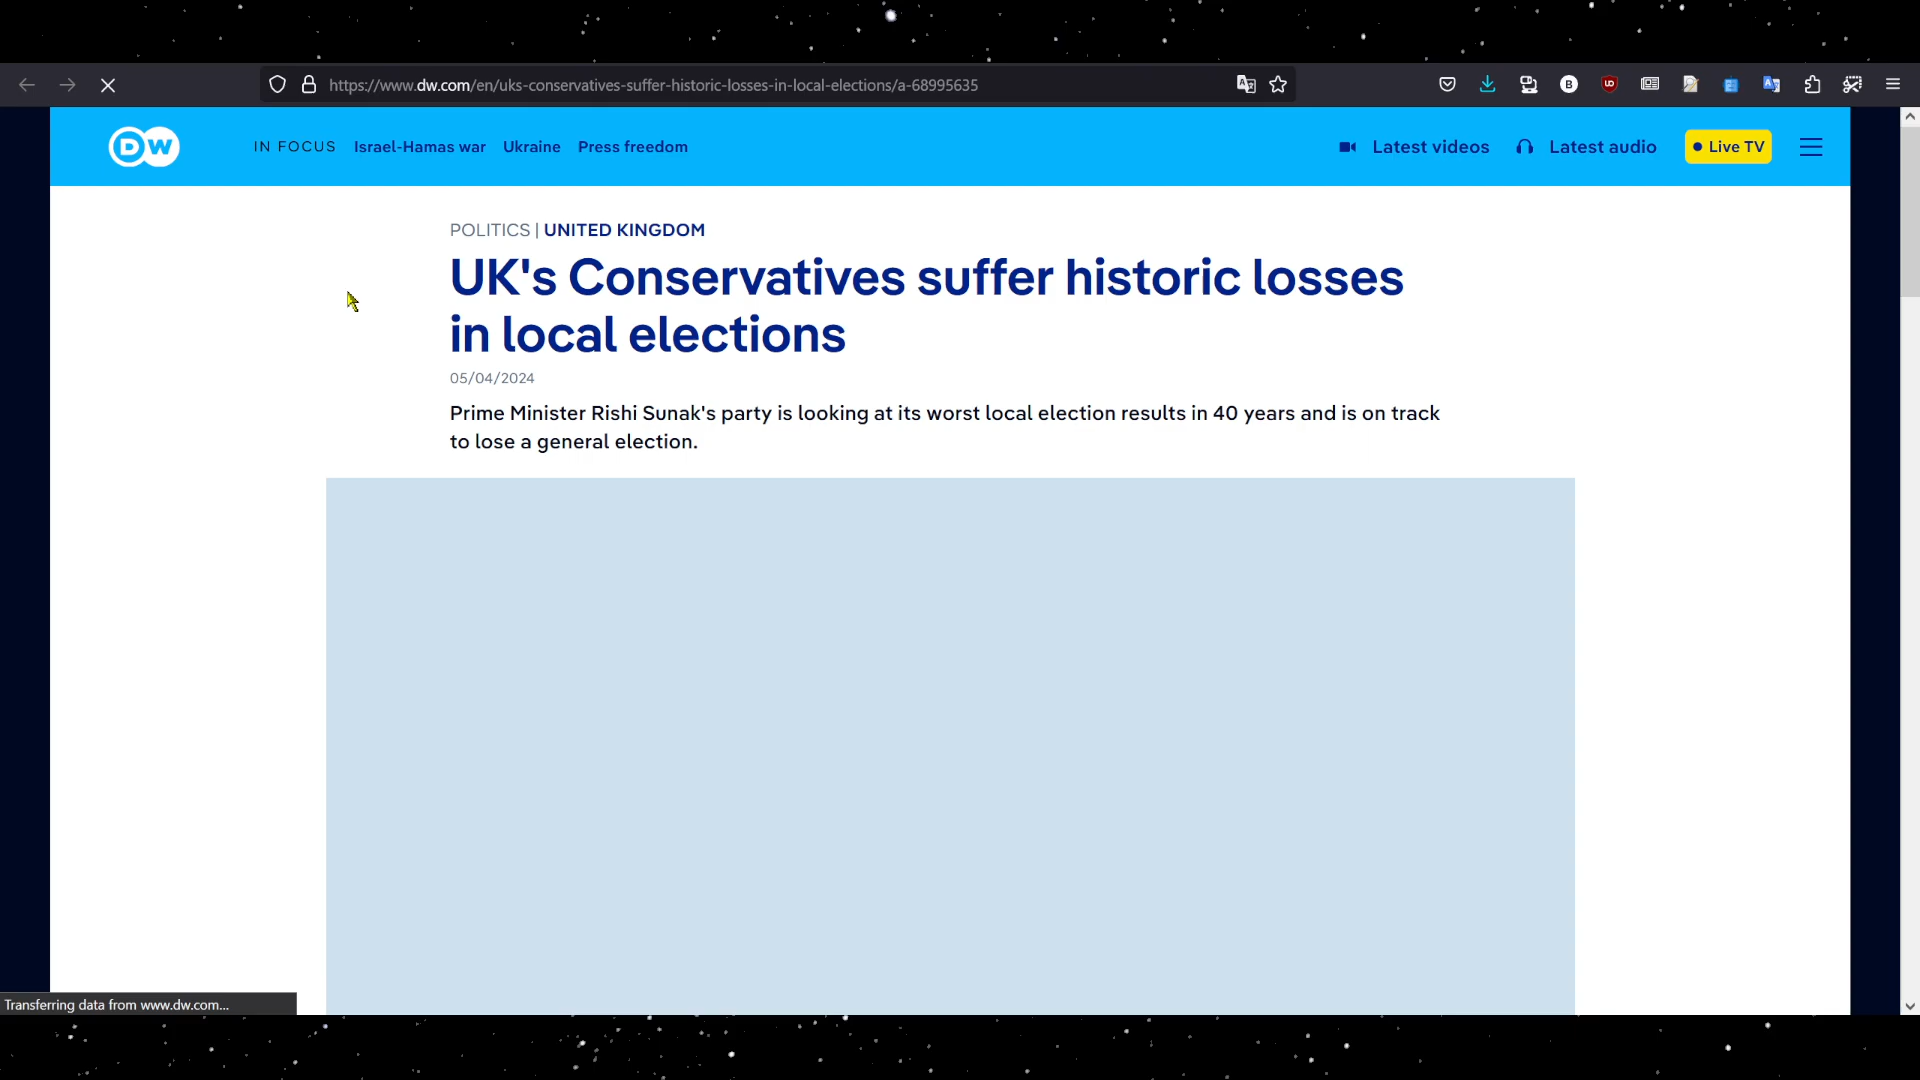 https://www.dw.com/en/uks-conservatives-suffer-historic-losses-in-local-elections/a-68995635
DW
IN FOCUS Israel-Hamas war Ukraine Press freedom
Latest videos Latest audio Live TV
POLITICS | UNITED KINGDOM
UK's Conservatives suffer historic losses
in local elections
05/04/2024
Prime Minister Rishi Sunak's party is looking at its worst local election results in 40 years and is on track
to lose a general election.
Transferring data from www.dw.com...